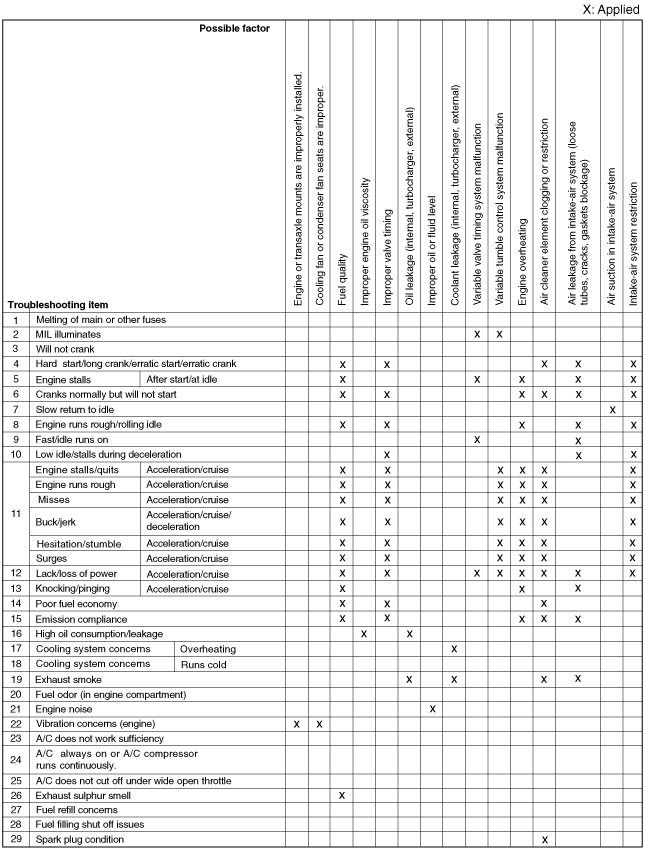 X: Applied
Possible factor
Engine or transaxle mounts are improperly installed.
Cooling fan or condenser fan seats are improper.
Fuel quality
Improper engine oil viscosity
Improper valve timing
Oil leakage (internal, turbocharger, external)
Improper oil or fluid level
Coolant leakage (internal, turbocharger, external)
Variable valve timing system malfunction
Variable tumble control system malfunction
Engine overheating
Air cleaner element clogging or restriction
Air leakage from intake-air system (loose
tubes, cracks, gaskets blockage)
Air suction in intake-air system
Intake-air system restriction
Troubleshooting item
1 Melting of main or other fuses
2 MIL illuminates X X
3 Will not crank
4 Hard start/long crank/erratic start/erratic crank X X X X X
5 Engine stalls After start/at idle X X X X X
6 Cranks normally but will not start X X X X X X
7 Slow return to idle X
8 Engine runs rough/rolling idle X X X X X
9 Fast/idle runs on X X
10 Low idle/stalls during deceleration X X X
11
Engine stalls/quits Acceleration/cruise X X X X X X
Engine runs rough Acceleration/cruise X X X X X X
Misses Acceleration/cruise X X X X X X
Buck/jerk Acceleration/cruise/
deceleration X X X X X X
Hesitation/stumble Acceleration/cruise X X X X X X
Surges Acceleration/cruise X X X X X X
12 Lack/loss of power Acceleration/cruise X X X X X X X X
13 Knocking/pinging Acceleration/cruise X X X
14 Poor fuel economy X X X
15 Emission compliance X X X X X
16 High oil consumption/leakage X X
17 Cooling system concerns Overheating X
18 Cooling system concerns Runs cold
19 Exhaust smoke X X X X
20 Fuel odor (in engine compartment)
21 Engine noise X
22 Vibration concerns (engine) X X
23 A/C does not work sufficiency
24 A/C always on or A/C compressor
runs continuously.
25 A/C does not cut off under wide open throttle
26 Exhaust sulphur smell X
27 Fuel refill concerns
28 Fuel filling shut off issues
29 Spark plug condition X